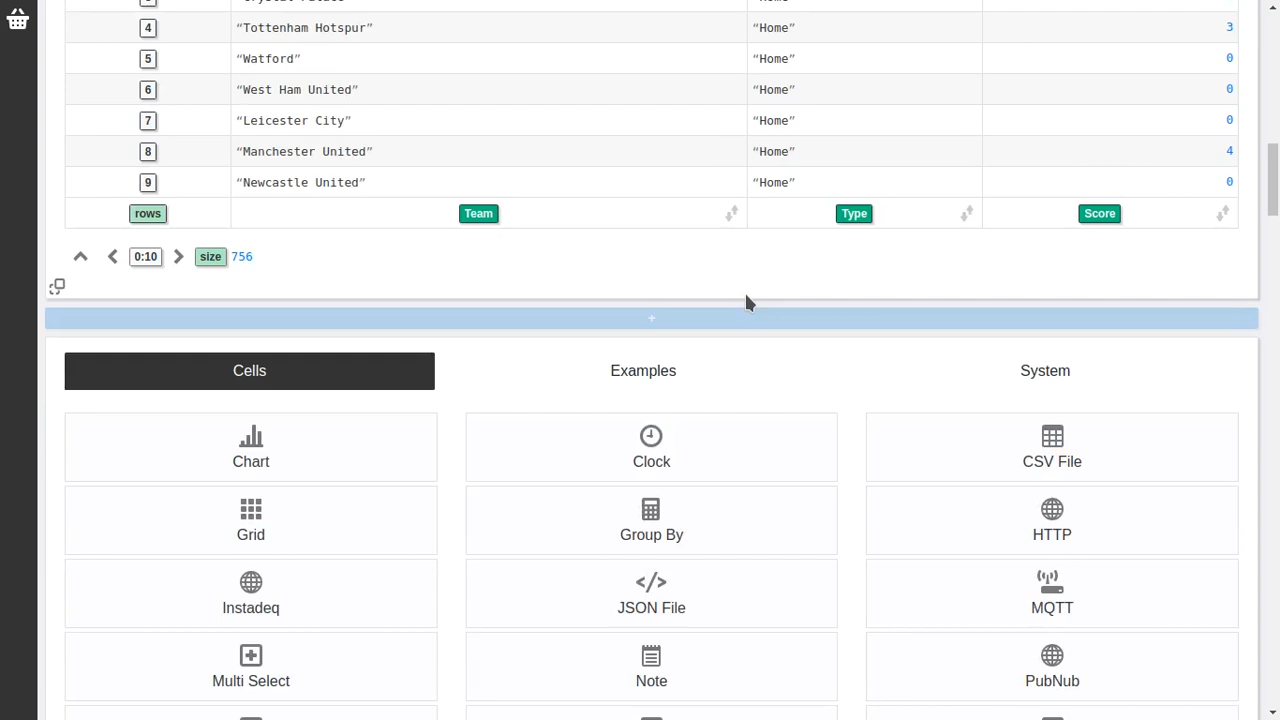 4 “Tottenham Hotspur” “Home” 3
5 “Watford” “Home” 0
6 “West Ham United” “Home” 0
7 “Leicester City” “Home” 0
8 “Manchester United” “Home” 4
9 “Newcastle United” “Home” 0
rows Team Type Score
0:10 size 756
+
Cells Examples System
Chart Clock CSV File
Grid Group By HTTP
Instadeq JSON File MQTT
Multi Select Note PubNub